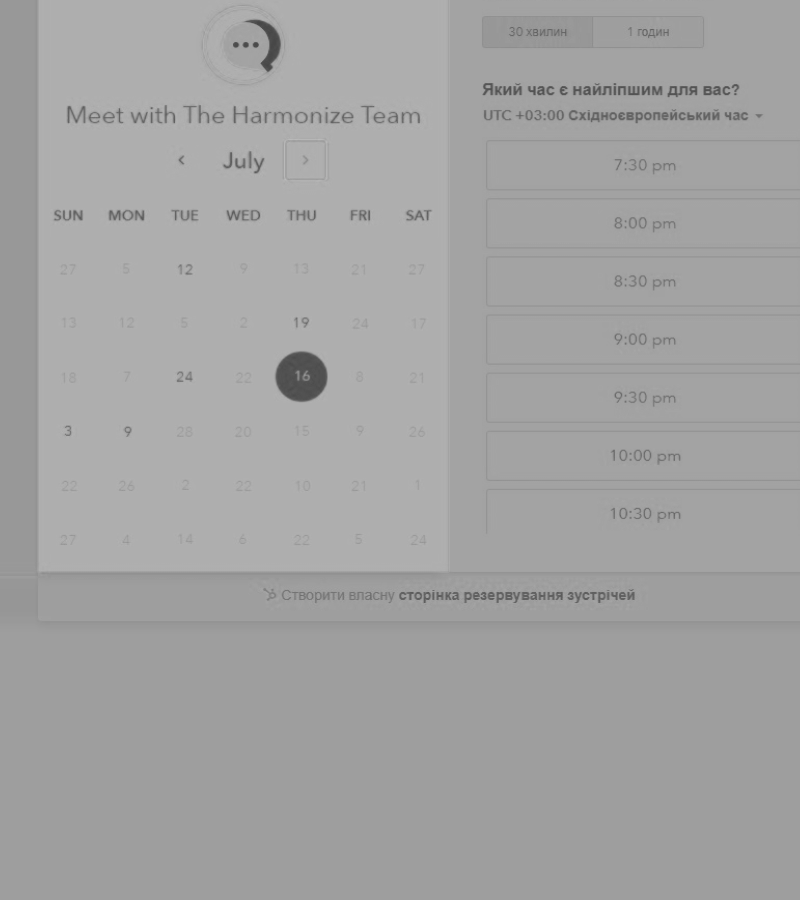 Meet with The Harmonize Team
July
SUN MON TUE WED THU FRI SAT
27 5 12 9 13 21 27
13 12 5 2 19 24 17
18 7 24 22 16 8 21
3 9 28 20 15 9 26
22 26 2 22 10 21 1
27 4 14 6 22 5 24
30 хвилин 1 годин
Який час є найліпшим для вас?
UTC +03:00 Східноєвропейський час
7:30 pm
8:00 pm
8:30 pm
9:00 pm
9:30 pm
10:00 pm
10:30 pm
Створити власну сторінка резервування зустрічей